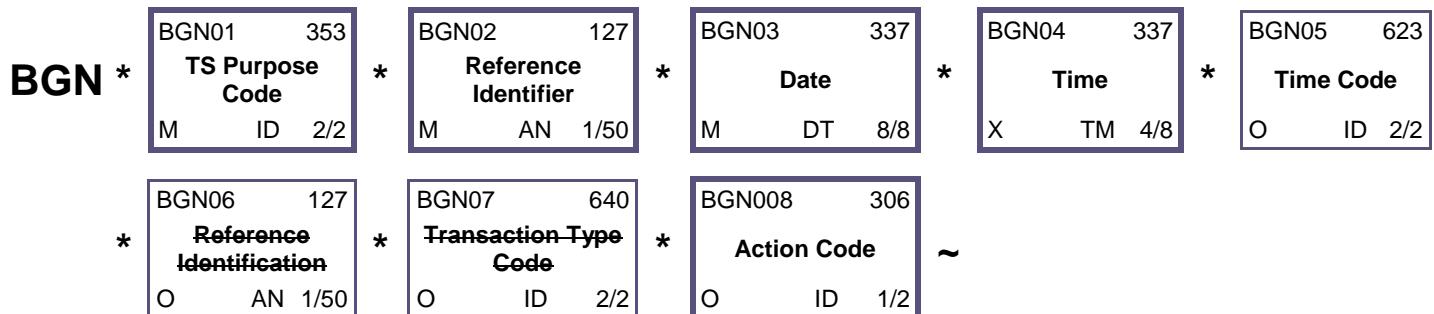 BGN01 353 BGN02 127 BGN03 337 BGN04 337 BGN05 623
BGN * TS Purpose Code * Reference Identifier * Date * Time * Time Code
M ID 2/2 M AN 1/50 M DT 8/8 X TM 4/8 O ID 2/2
BGN06 127 BGN07 640 BGN008 306
* Reference Identification * Transaction Type Code * Action Code ~
O AN 1/50 O ID 2/2 O ID 1/2